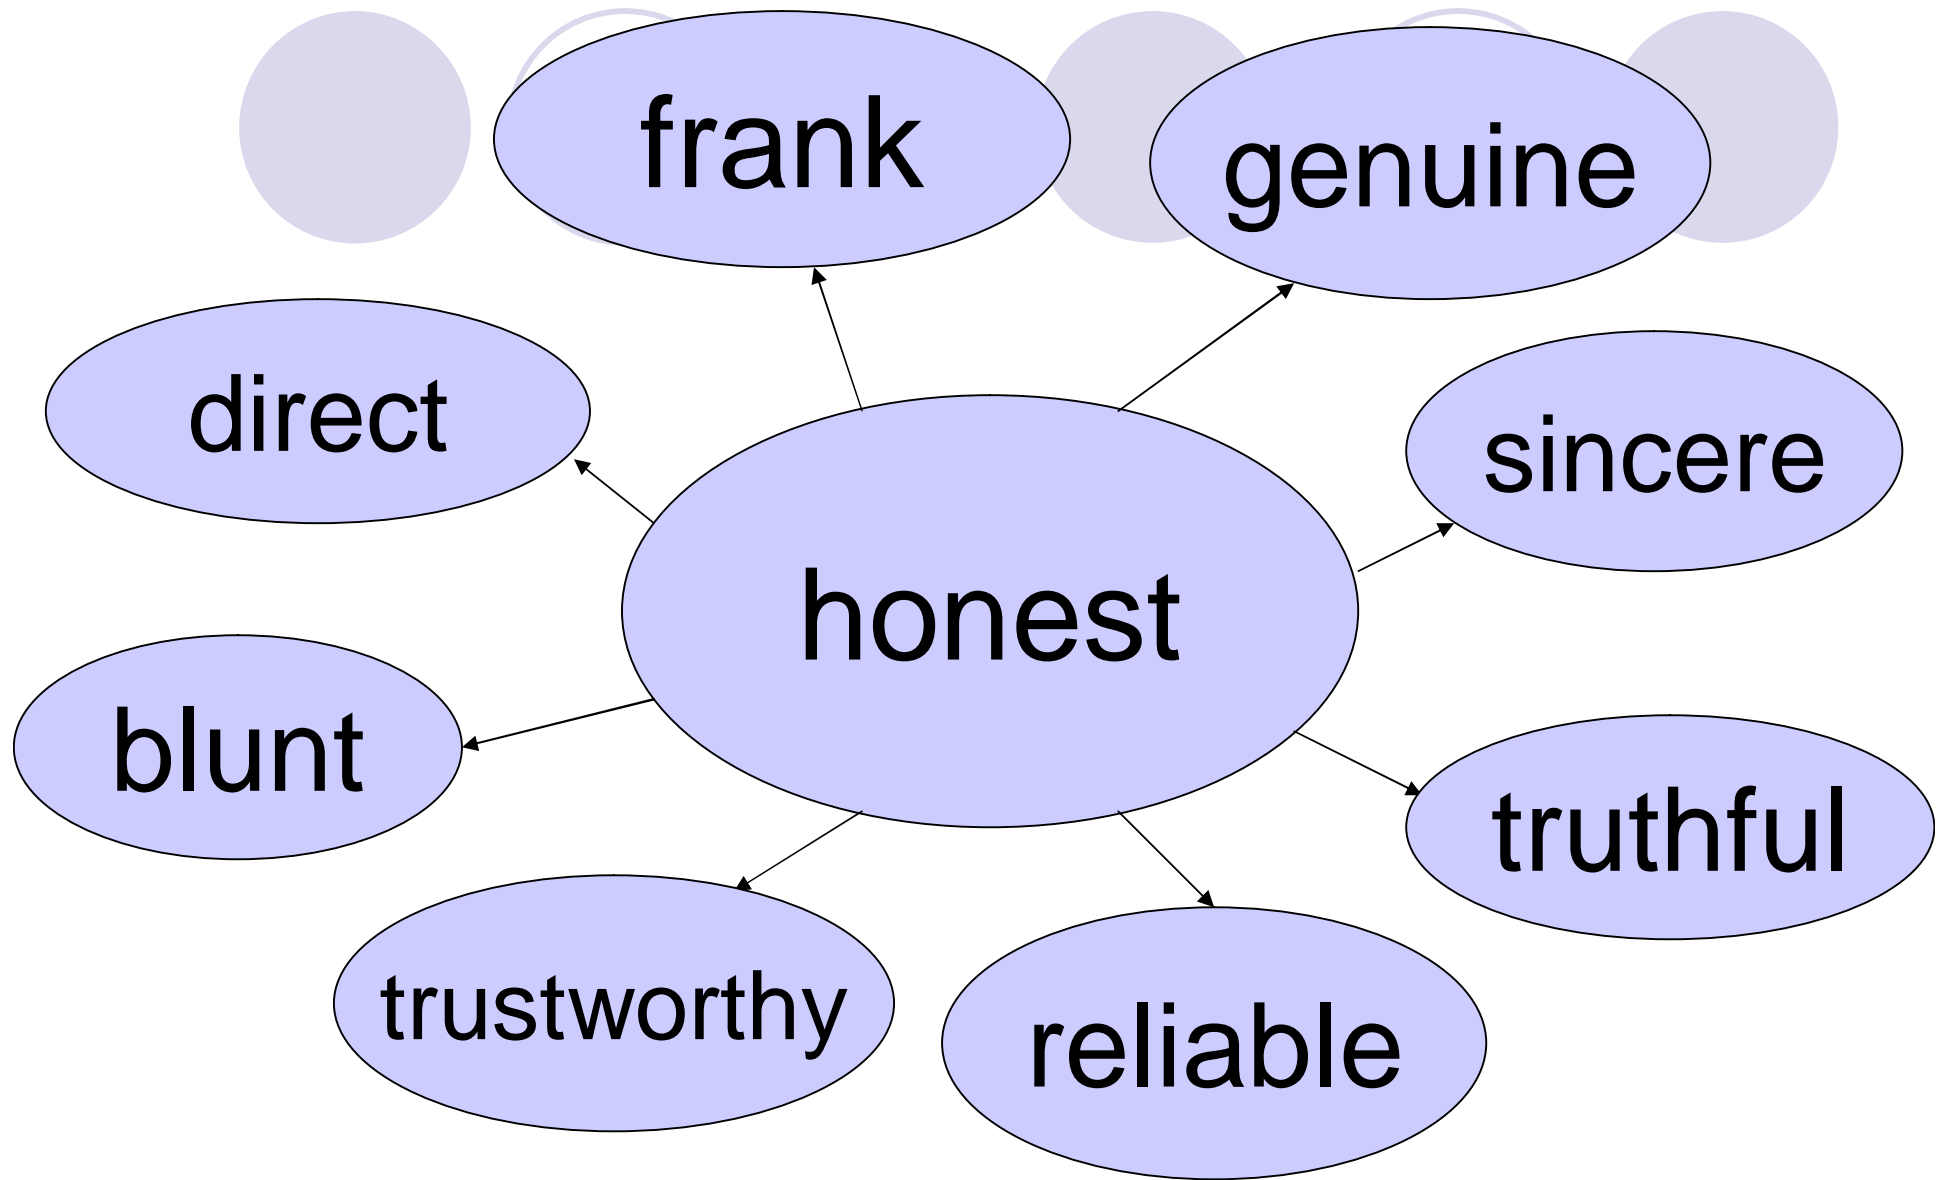 frank
genuine
direct
sincere
honest
blunt
truthful
trustworthy
reliable